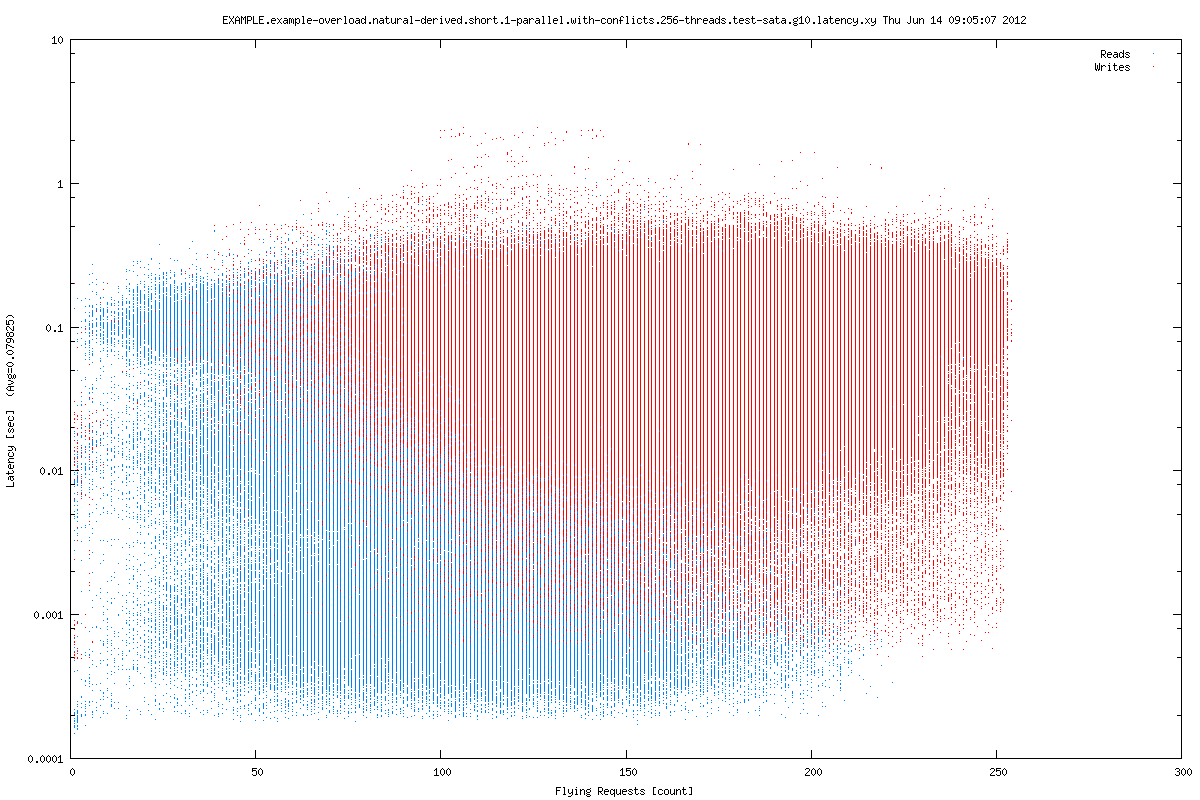 EXAMPLE.example-overload.natural-derived.short.1-parallel.with-conflicts.256-threads.test-sata.g10.latency.xy Thu Jun 14 09:05:07 2012
Reads
Writes
10
1
0.1
0.01
0.001
0.0001
Latency [sec] (Avg=0.079825)
0 50 100 150 200 250 300
Flying Requests [count]